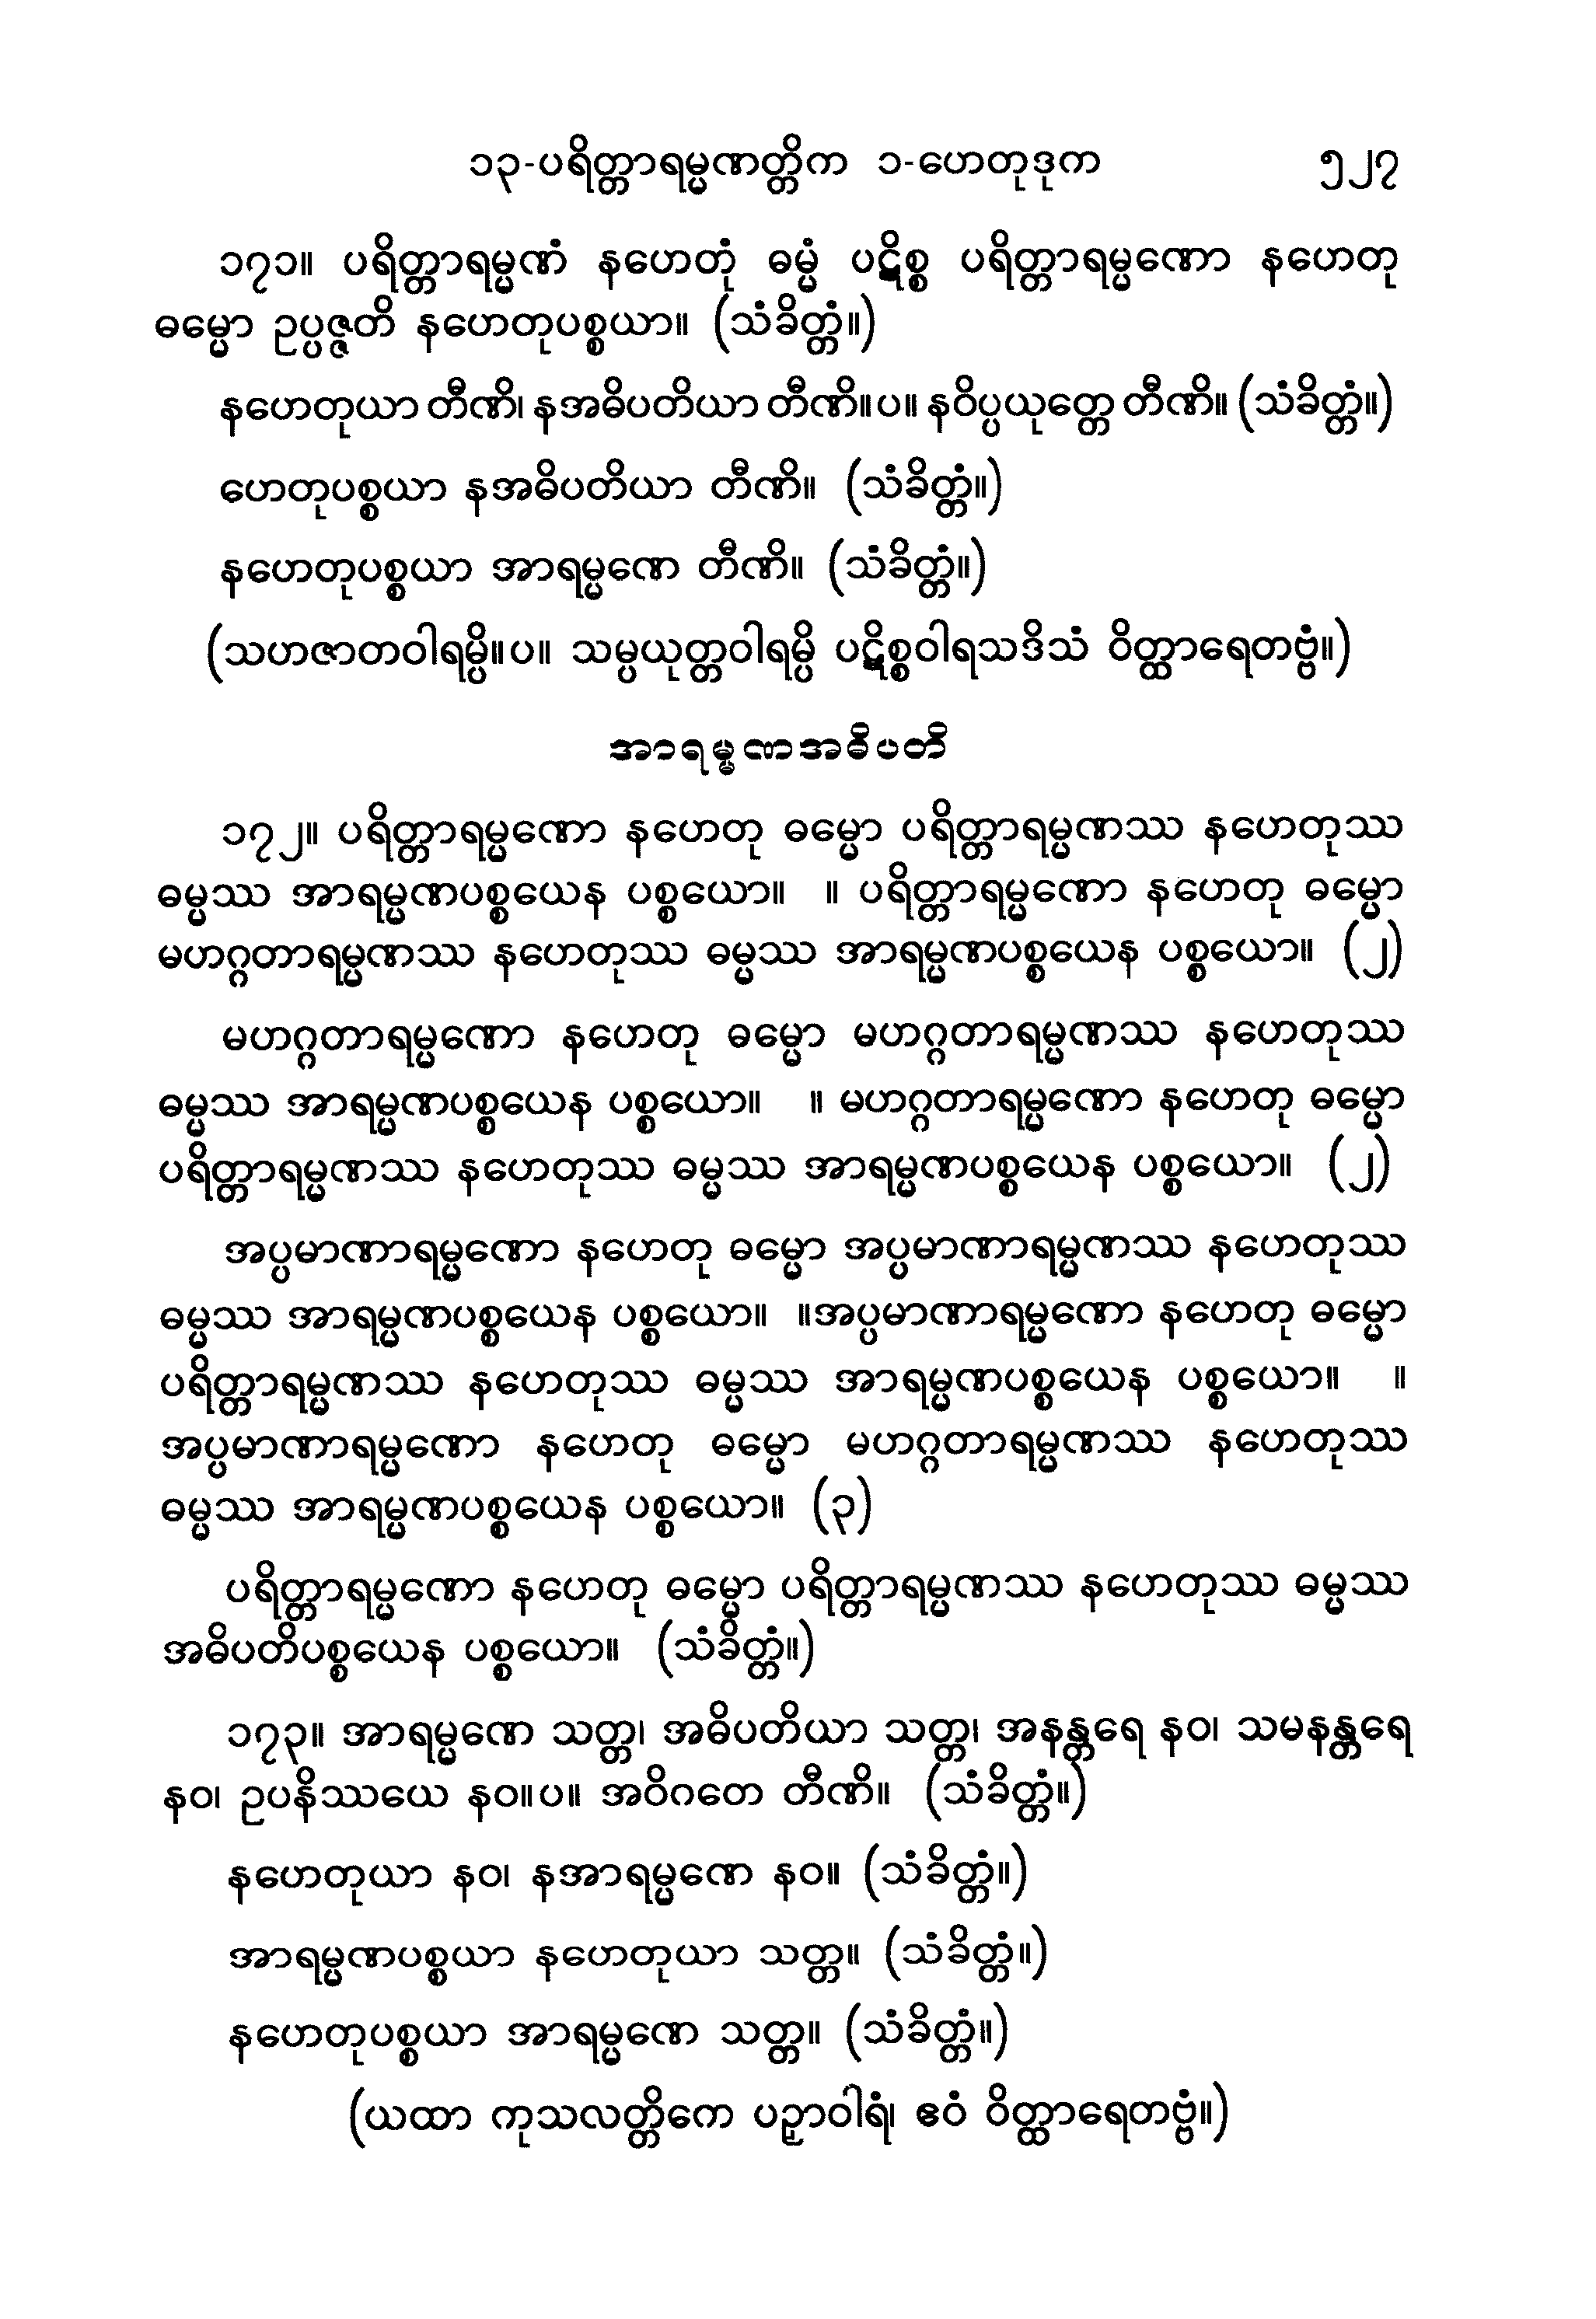 ၁၃-ပရိတ္တာရမ္မဏတ္တိက ၁-ဟေတုဒုက ၅၂၇
၁၇၁။ ပရိတ္တာရမ္မဏံ နဟေတုံ ဓမ္မံ ပဋိစ္စ ပရိတ္တာရမ္မဏော နဟေတု
ဓမ္မော ဥပ္ပဇ္ဇတိ နဟေတုပစ္စယာ။ (သံခိတ္တံ။)
နဟေတုယာ တီဏိ၊ နအဓိပတိယာ တီဏိ။ပ။ နဝိပ္ပယုတ္တေ တီဏိ။ (သံခိတ္တံ။)
ဟေတုပစ္စယာ နအဓိပတိယာ တီဏိ။ (သံခိတ္တံ။)
နဟေတုပစ္စယာ အာရမ္မဏေ တီဏိ။ (သံခိတ္တံ။)
(သဟဇာတဝါရမ္ပိ။ပ။ သမ္ပယုတ္တဝါရမ္ပိ ပဋိစ္စဝါရသဒိသံ ဝိတ္ထာရေတဗ္ဗံ။)
အာရမ္မဏအဓိပတိ
၁၇၂။ ပရိတ္တာရမ္မဏော နဟေတု ဓမ္မော ပရိတ္တာရမ္မဏဿ နဟေတုဿ
ဓမ္မဿ အာရမ္မဏပစ္စယေန ပစ္စယော။ ။ ပရိတ္တာရမ္မဏော နဟေတု ဓမ္မော
မဟဂ္ဂတာရမ္မဏဿ နဟေတုဿ ဓမ္မဿ အာရမ္မဏပစ္စယေန ပစ္စယော။ (၂)
မဟဂ္ဂတာရမ္မဏော နဟေတု ဓမ္မော မဟဂ္ဂတာရမ္မဏဿ နဟေတုဿ
ဓမ္မဿ အာရမ္မဏပစ္စယေန ပစ္စယော။ ။ မဟဂ္ဂတာရမ္မဏော နဟေတု ဓမ္မော
ပရိတ္တာရမ္မဏဿ နဟေတုဿ ဓမ္မဿ အာရမ္မဏပစ္စယေန ပစ္စယော။ (၂)
အပ္ပမာဏာရမ္မဏော နဟေတု ဓမ္မော အပ္ပမာဏာရမ္မဏဿ နဟေတုဿ
ဓမ္မဿ အာရမ္မဏပစ္စယေန ပစ္စယော။ ။အပ္ပမာဏာရမ္မဏော နဟေတု ဓမ္မော
ပရိတ္တာရမ္မဏဿ နဟေတုဿ ဓမ္မဿ အာရမ္မဏပစ္စယေန ပစ္စယော။ ။
အပ္ပမာဏာရမ္မဏော နဟေတု ဓမ္မော မဟဂ္ဂတာရမ္မဏဿ နဟေတုဿ
ဓမ္မဿ အာရမ္မဏပစ္စယေန ပစ္စယော။ (၃)
ပရိတ္တာရမ္မဏော နဟေတု ဓမ္မော ပရိတ္တာရမ္မဏဿ နဟေတုဿ ဓမ္မဿ
အဓိပတိပစ္စယေန ပစ္စယော။ (သံခိတ္တံ။)
၁၇၃။ အာရမ္မဏေ သတ္တ၊ အဓိပတိယာ သတ္တ၊ အနန္တရေ နဝ၊ သမနန္တရေ
နဝ၊ ဥပနိဿယေ နဝ။ပ။ အဝိဂတေ တီဏိ။ (သံခိတ္တံ။)
နဟေတုယာ နဝ၊ နအာရမ္မဏေ နဝ။ (သံခိတ္တံ။)
အာရမ္မဏပစ္စယာ နဟေတုယာ သတ္တ။ (သံခိတ္တံ။)
နဟေတုပစ္စယာ အာရမ္မဏေ သတ္တ။ (သံခိတ္တံ။)
(ယထာ ကုသလတ္တိကေ ပဉှာဝါရံ၊ ဧဝံ ဝိတ္ထာရေတဗ္ဗံ။)